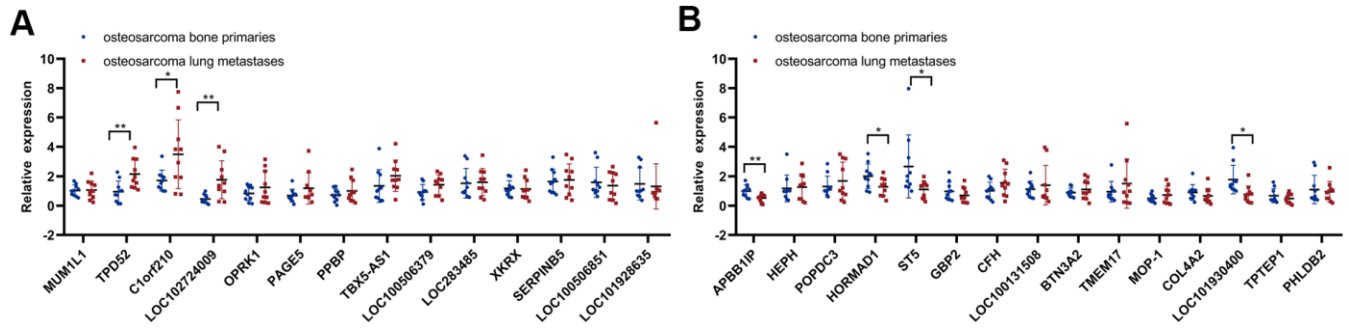 A
osteosarcoma bone primaries
osteosarcoma lung metastases
Relative expression
10
8
6
4
2
0
-2
**
*
**
MUM1L1
TPD52
C1orf210
LOC102724009
OPRK1
PAGE5
PPBP
TBX5-AS1
LOC100506379
LOC283485
XKRX
SERPINB5
LOC100506851
LOC101928635
B
osteosarcoma bone primaries
osteosarcoma lung metastases
Relative expression
10
8
6
4
2
0
-2
**
*
*
*
APBB1IP
HEPH
POPDC3
HORMAD1
ST5
GBP2
CFH
LOC100131508
BTN3A2
TMEM17
MOP-1
COL4A2
LOC101930400
TPTEP1
PHLDB2